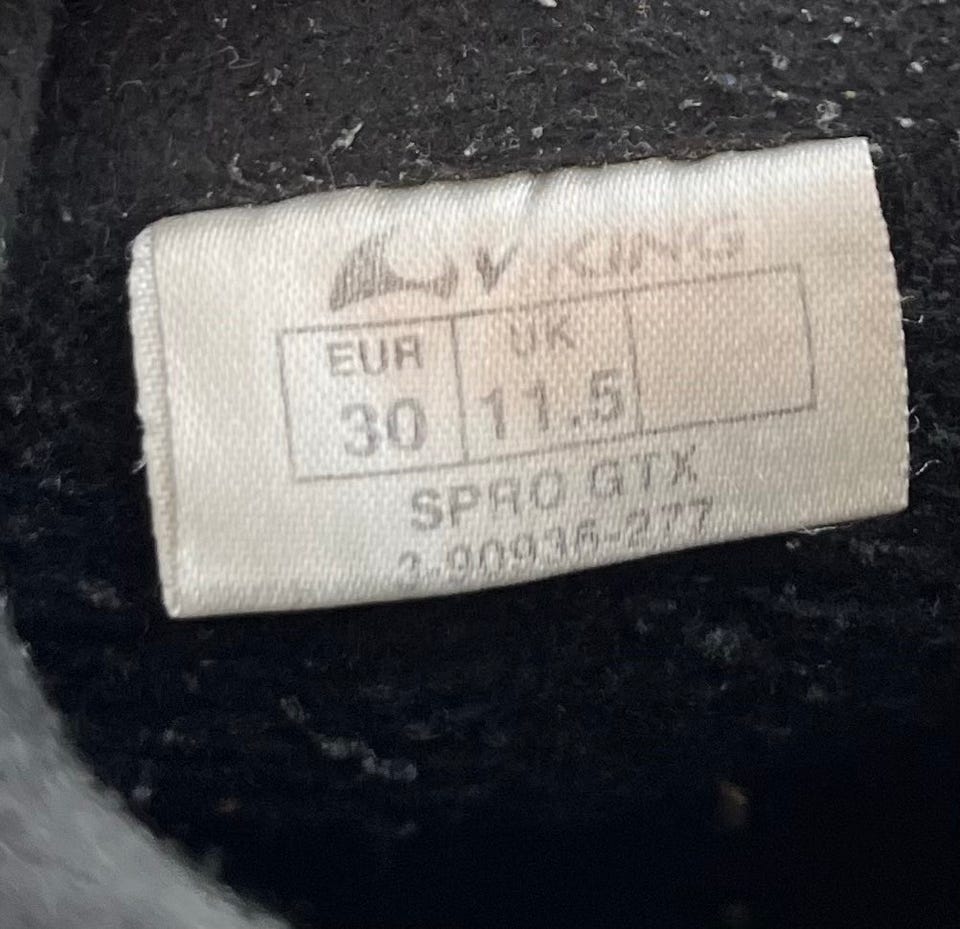 VIKING
EUR UK
30 11.5
SPRO GTX
3-90936-277